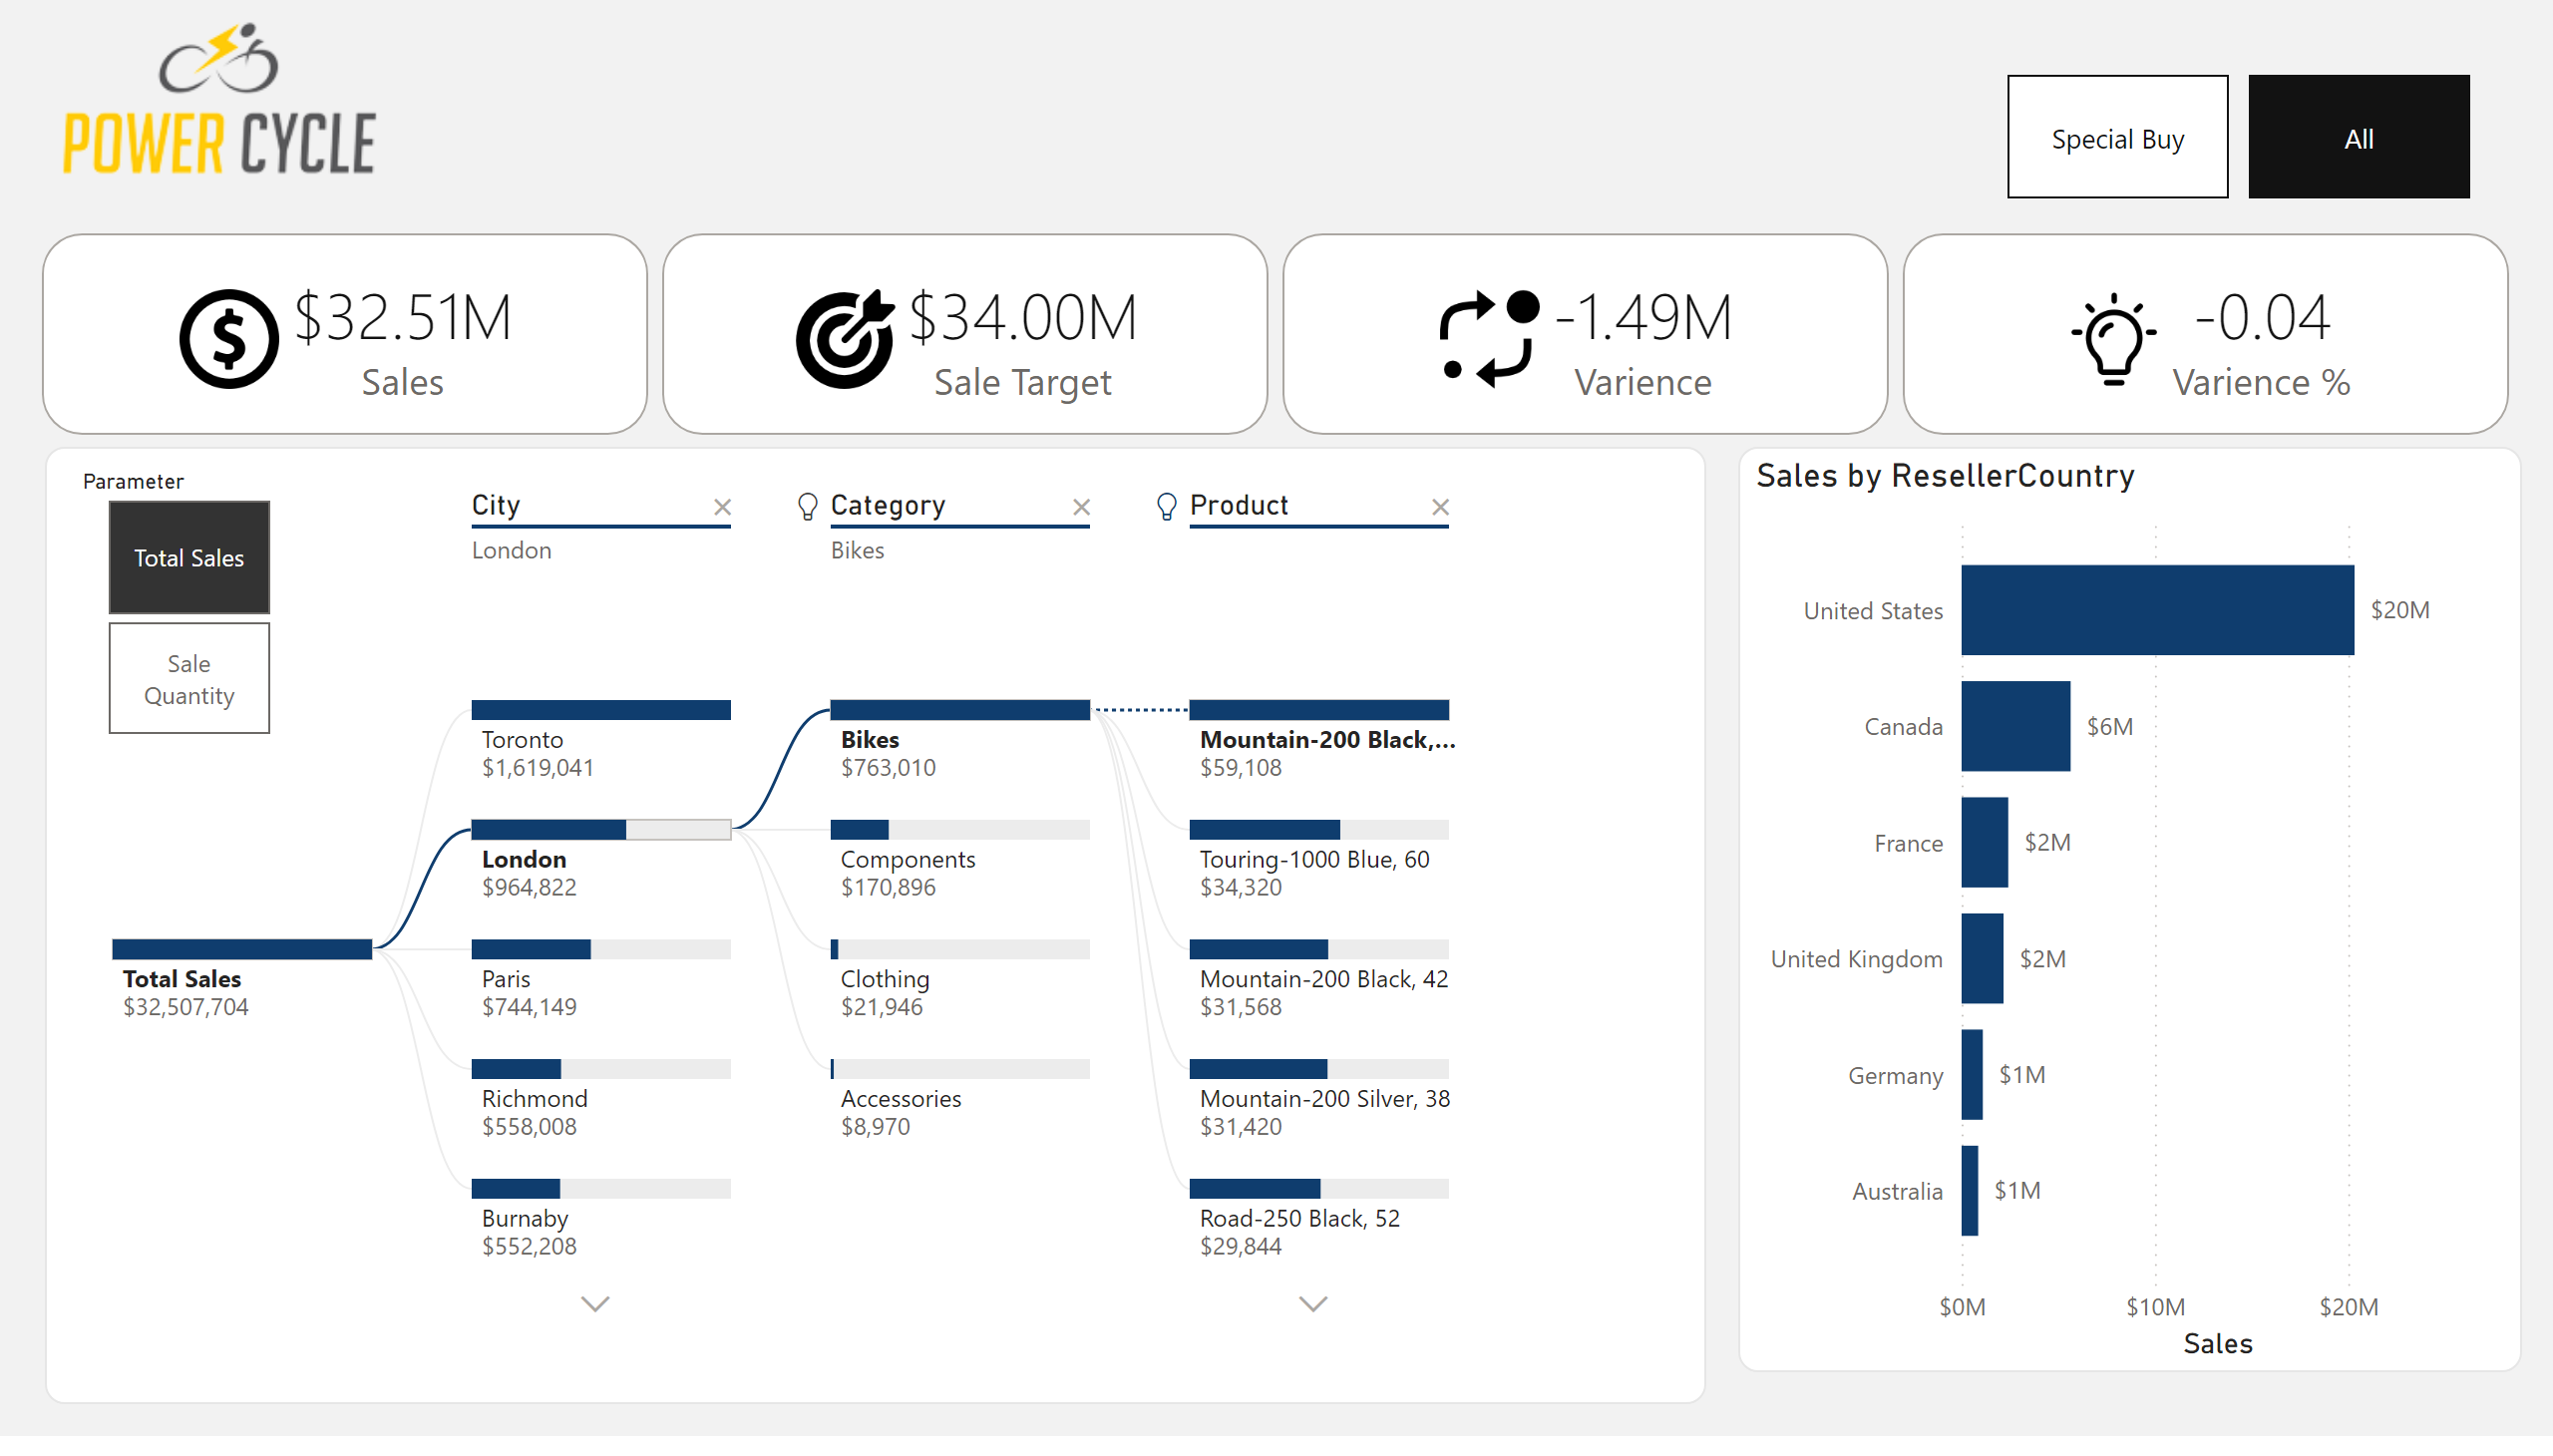 POWER CYCLE
Special Buy
All
$32.51M
Sales
$34.00M
Sale Target
-1.49M
Varience
-0.04
Varience %
Parameter
Total Sales
Sale
Quantity
City
London
Category
Bikes
Product
Total Sales
$32,507,704
Toronto
$1,619,041
London
$964,822
Paris
$744,149
Richmond
$558,008
Burnaby
$552,208
Bikes
$763,010
Components
$170,896
Clothing
$21,946
Accessories
$8,970
Mountain-200 Black,...
$59,108
Touring-1000 Blue, 60
$34,320
Mountain-200 Black, 42
$31,568
Mountain-200 Silver, 38
$31,420
Road-250 Black, 52
$29,844
Sales by ResellerCountry
United States
$20M
Canada
$6M
France
$2M
United Kingdom
$2M
Germany
$1M
Australia
$1M
$0M
$10M
$20M
Sales